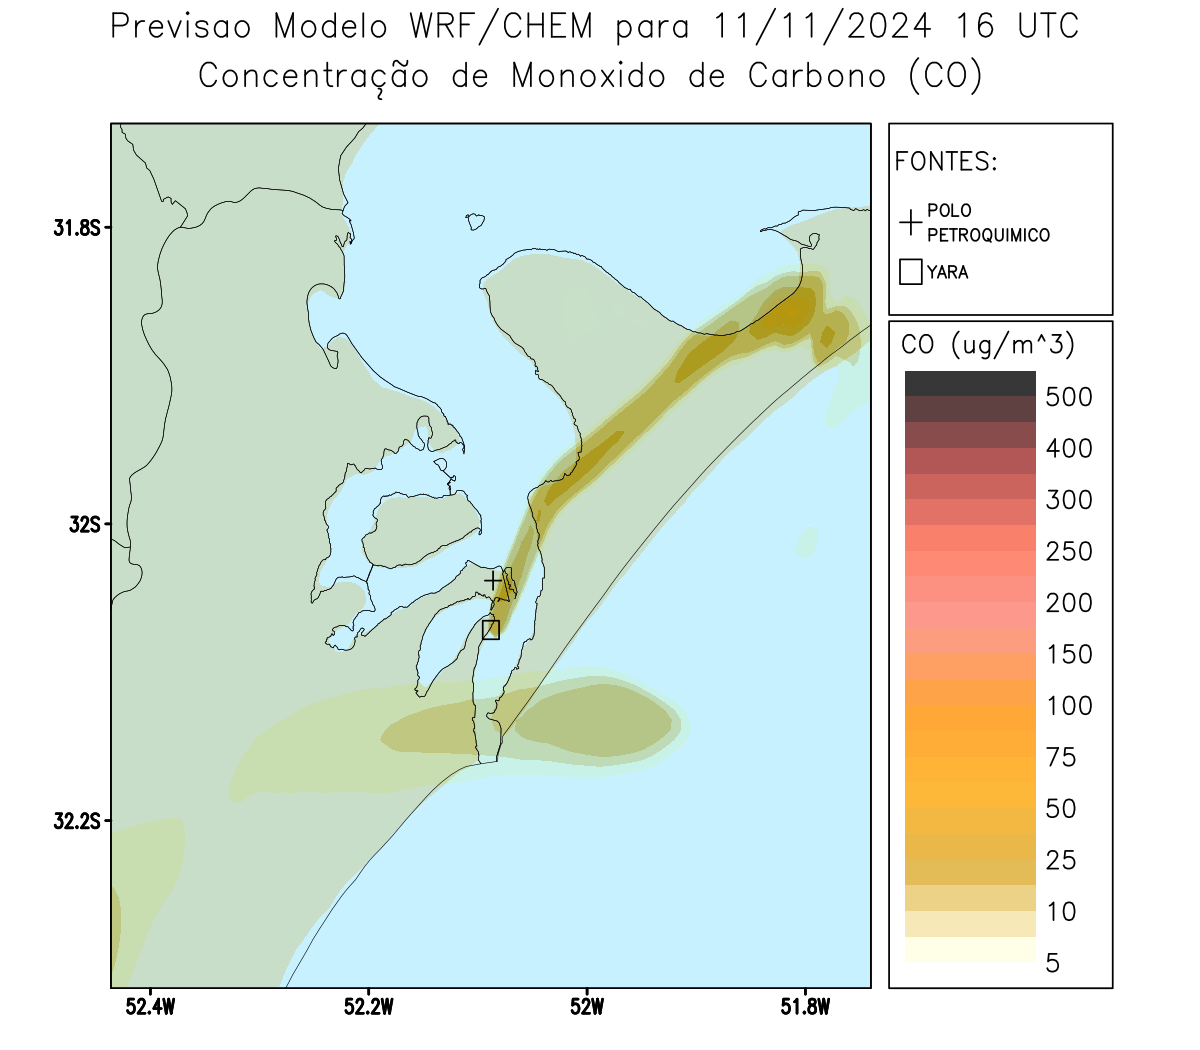 Previsao Modelo WRF/CHEM para 11/11/2024 16 UTC
Concentração de Monoxido de Carbono (CO)
FONTES:
POLO
PETROQUIMICO
YARA
CO (ug/m^3)
500
400
300
250
200
150
100
75
50
25
10
5
31.8S
32S
32.2S
52.4W 52.2W 52W 51.8W